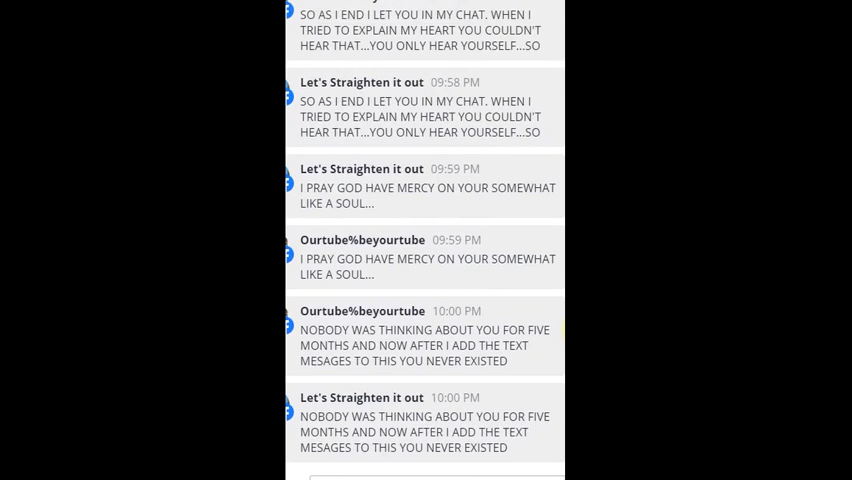 SO AS I END I LET YOU IN MY CHAT. WHEN I
TRIED TO EXPLAIN MY HEART YOU COULDN'T
HEAR THAT...YOU ONLY HEAR YOURSELF...SO
Let's Straighten it out 09:58 PM
SO AS I END I LET YOU IN MY CHAT. WHEN I
TRIED TO EXPLAIN MY HEART YOU COULDN'T
HEAR THAT...YOU ONLY HEAR YOURSELF...SO
Let's Straighten it out 09:59 PM
I PRAY GOD HAVE MERCY ON YOUR SOMEWHAT
LIKE A SOUL...
Ourtube%beyourtube 09:59 PM
I PRAY GOD HAVE MERCY ON YOUR SOMEWHAT
LIKE A SOUL...
Ourtube%beyourtube 10:00 PM
NOBODY WAS THINKING ABOUT YOU FOR FIVE
MONTHS AND NOW AFTER I ADD THE TEXT
MESAGES TO THIS YOU NEVER EXISTED
Let's Straighten it out 10:00 PM
NOBODY WAS THINKING ABOUT YOU FOR FIVE
MONTHS AND NOW AFTER I ADD THE TEXT
MESAGES TO THIS YOU NEVER EXISTED